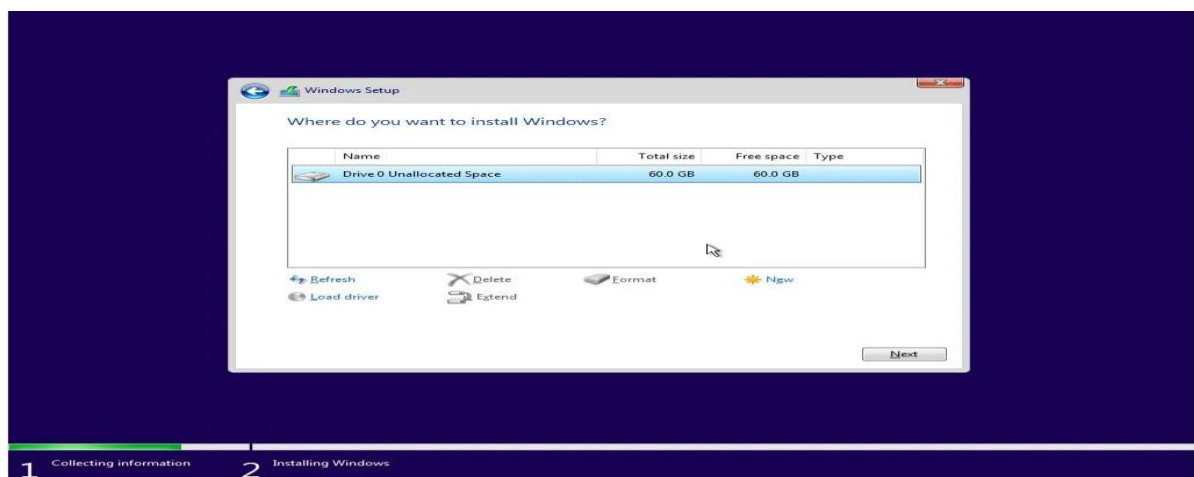 Windows Setup
Where do you want to install Windows?
Name Total size Free space Type
Drive 0 Unallocated Space 60.0 GB 60.0 GB
Refresh Delete Format New
Load driver Extend
Next
1 Collecting information 2 Installing Windows